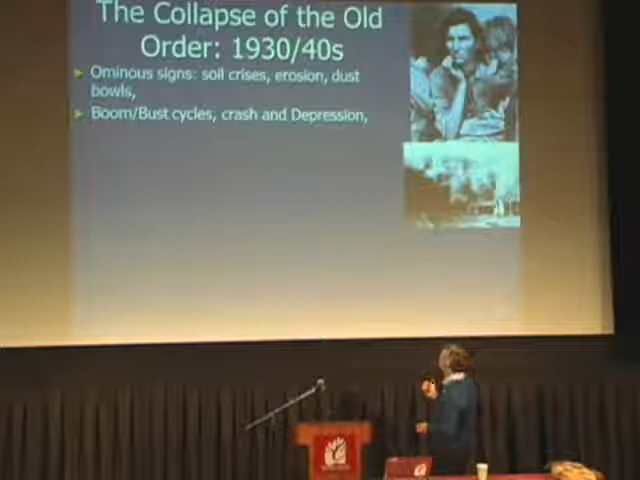 The Collapse of the Old
Order: 1930/40s
Ominous signs: soil crises, erosion, dust
bowls,
Boom/Bust cycles, crash and Depression,